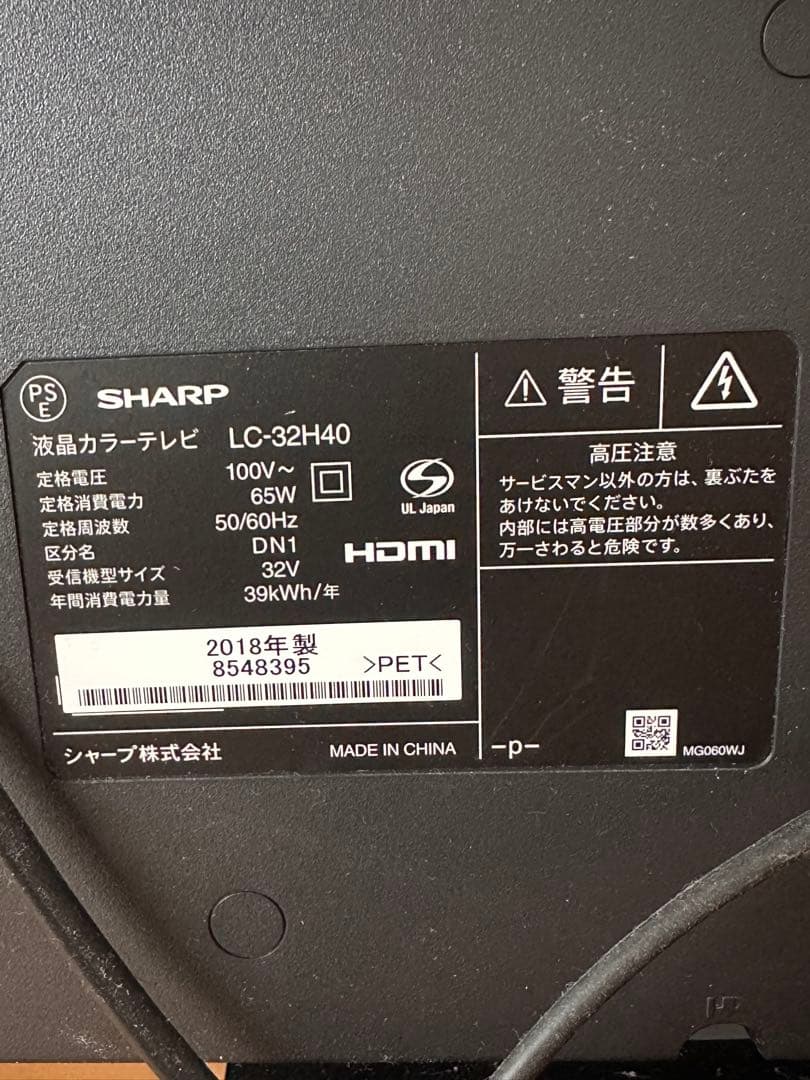 PS
E
SHARP
液晶カラーテレビ LC-32H40
定格電圧 100V～
定格消費電力 65W
定格周波数 50/60Hz
区分名 DN1
受信機型サイズ 32V
年間消費電力量 39kWh/年
UL Japan
HDMI
2018年製
8548395 >PET<
シャープ株式会社 MADE IN CHINA
警告
高圧注意
サービスマン以外の方は、裏ぶたを
あけないでください。
内部には高電圧部分が数多くあり、
万一さわると危険です。
-p-
MG060WJ